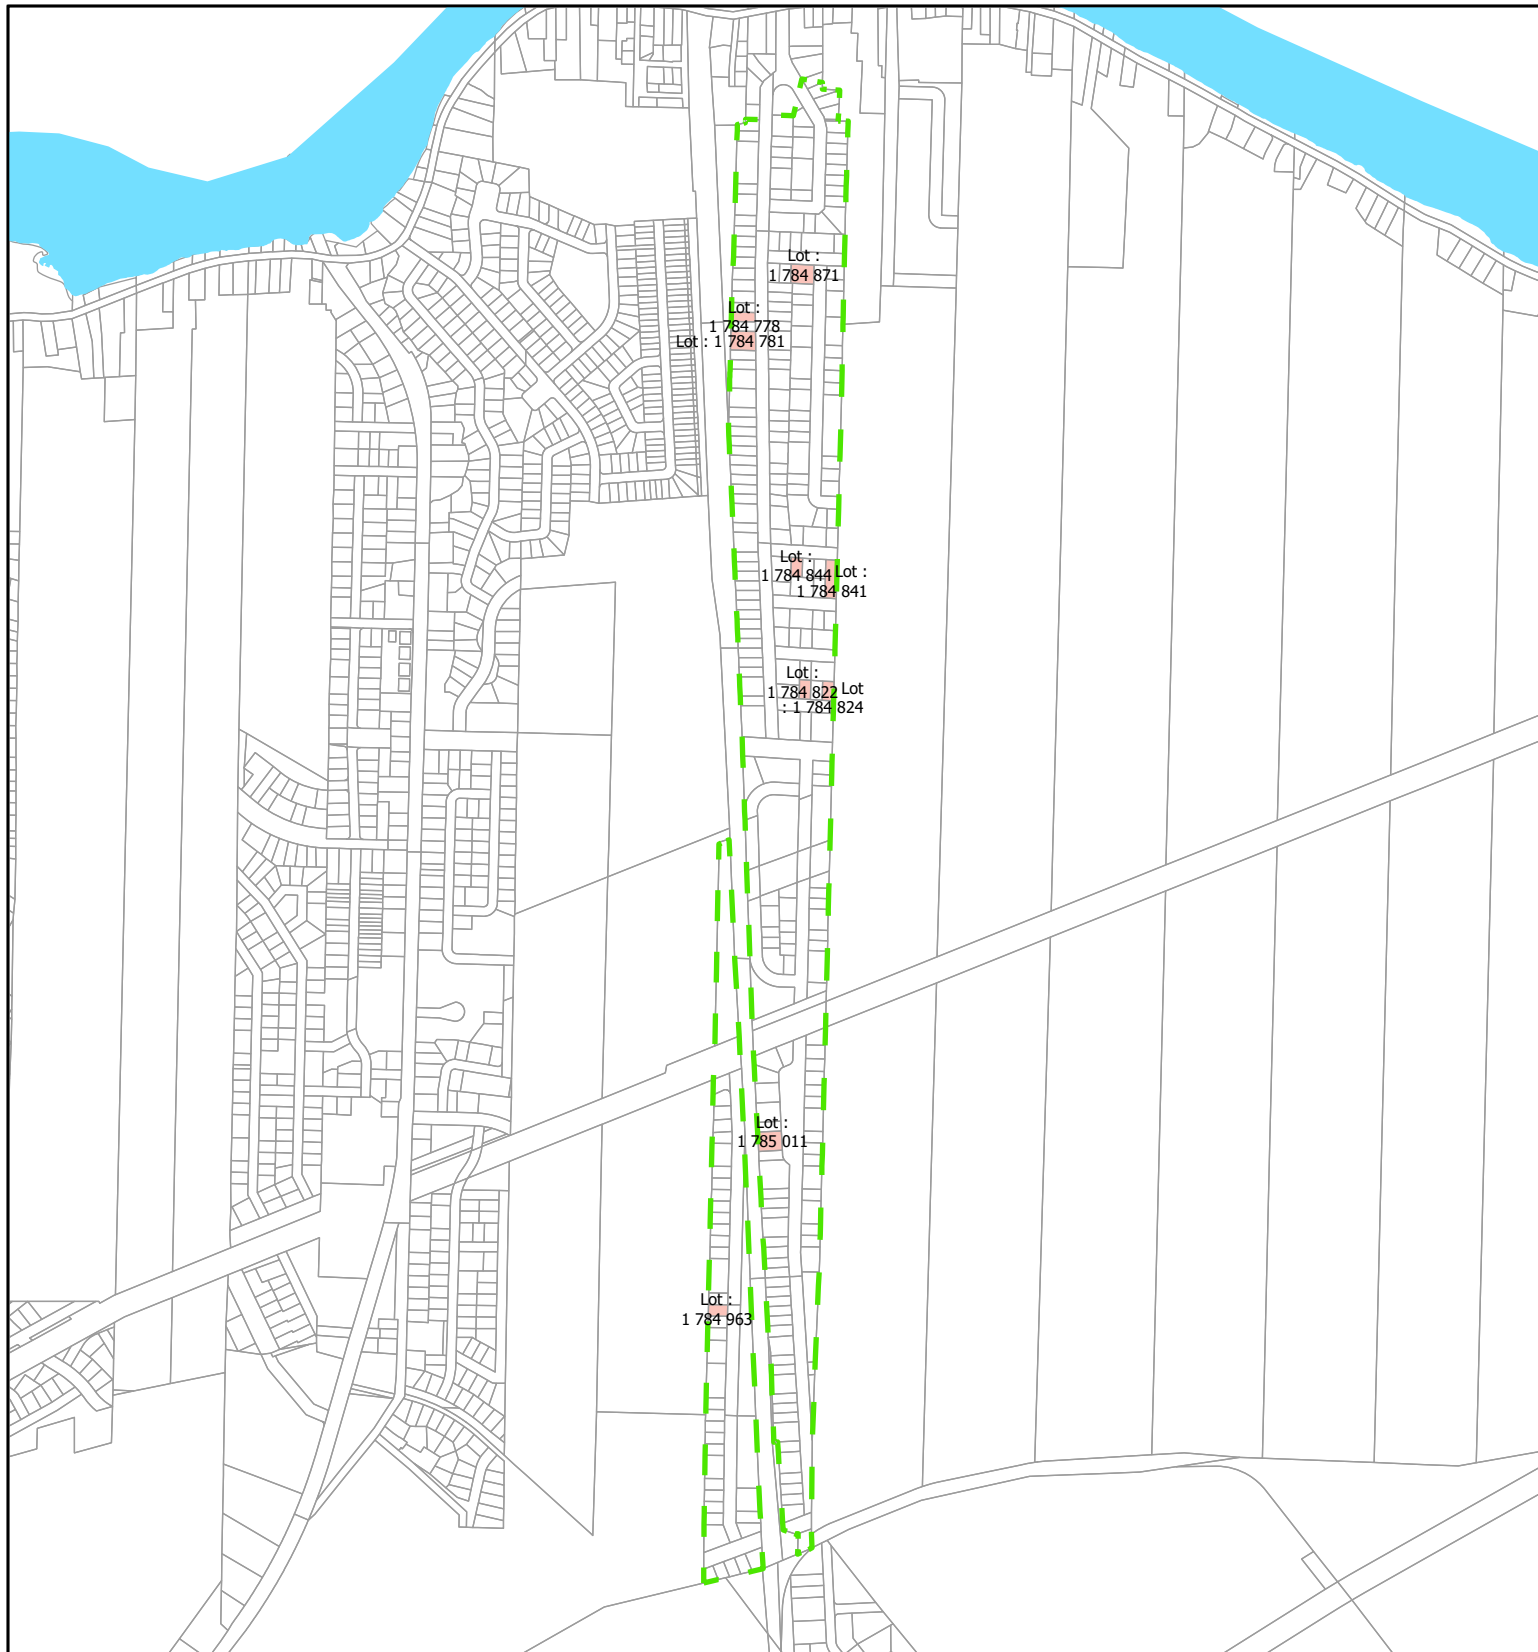 Lot :
1 784 871
Lot :
1 784 778
Lot : 1 784 781
Lot :
1 784 844
Lot :
1 784 841
Lot :
1 784 822
Lot
: 1 784 824
Lot :
1 785 011
Lot :
1 784 963